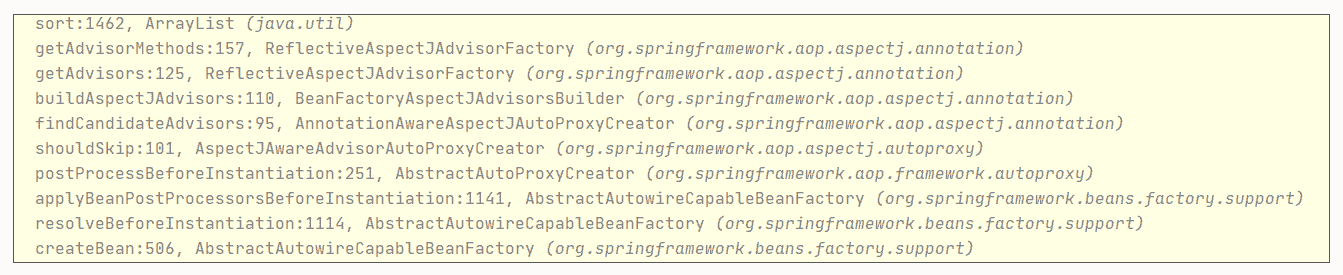 sort:1462, ArrayList (java.util)
getAdvisorMethods:157, ReflectiveAspectJAdvisorFactory (org.springframework.aop.aspectj.annotation)
getAdvisors:125, ReflectiveAspectJAdvisorFactory (org.springframework.aop.aspectj.annotation)
buildAspectJAdvisors:110, BeanFactoryAspectJAdvisorsBuilder (org.springframework.aop.aspectj.annotation)
findCandidateAdvisors:95, AnnotationAwareAspectJAutoProxyCreator (org.springframework.aop.aspectj.annotation)
shouldSkip:101, AspectJAwareAdvisorAutoProxyCreator (org.springframework.aop.aspectj.autoproxy)
postProcessBeforeInstantiation:251, AbstractAutoProxyCreator (org.springframework.aop.framework.autoproxy)
applyBeanPostProcessorsBeforeInstantiation:1141, AbstractAutowireCapableBeanFactory (org.springframework.beans.factory.support)
resolveBeforeInstantiation:1114, AbstractAutowireCapableBeanFactory (org.springframework.beans.factory.support)
createBean:506, AbstractAutowireCapableBeanFactory (org.springframework.beans.factory.support)